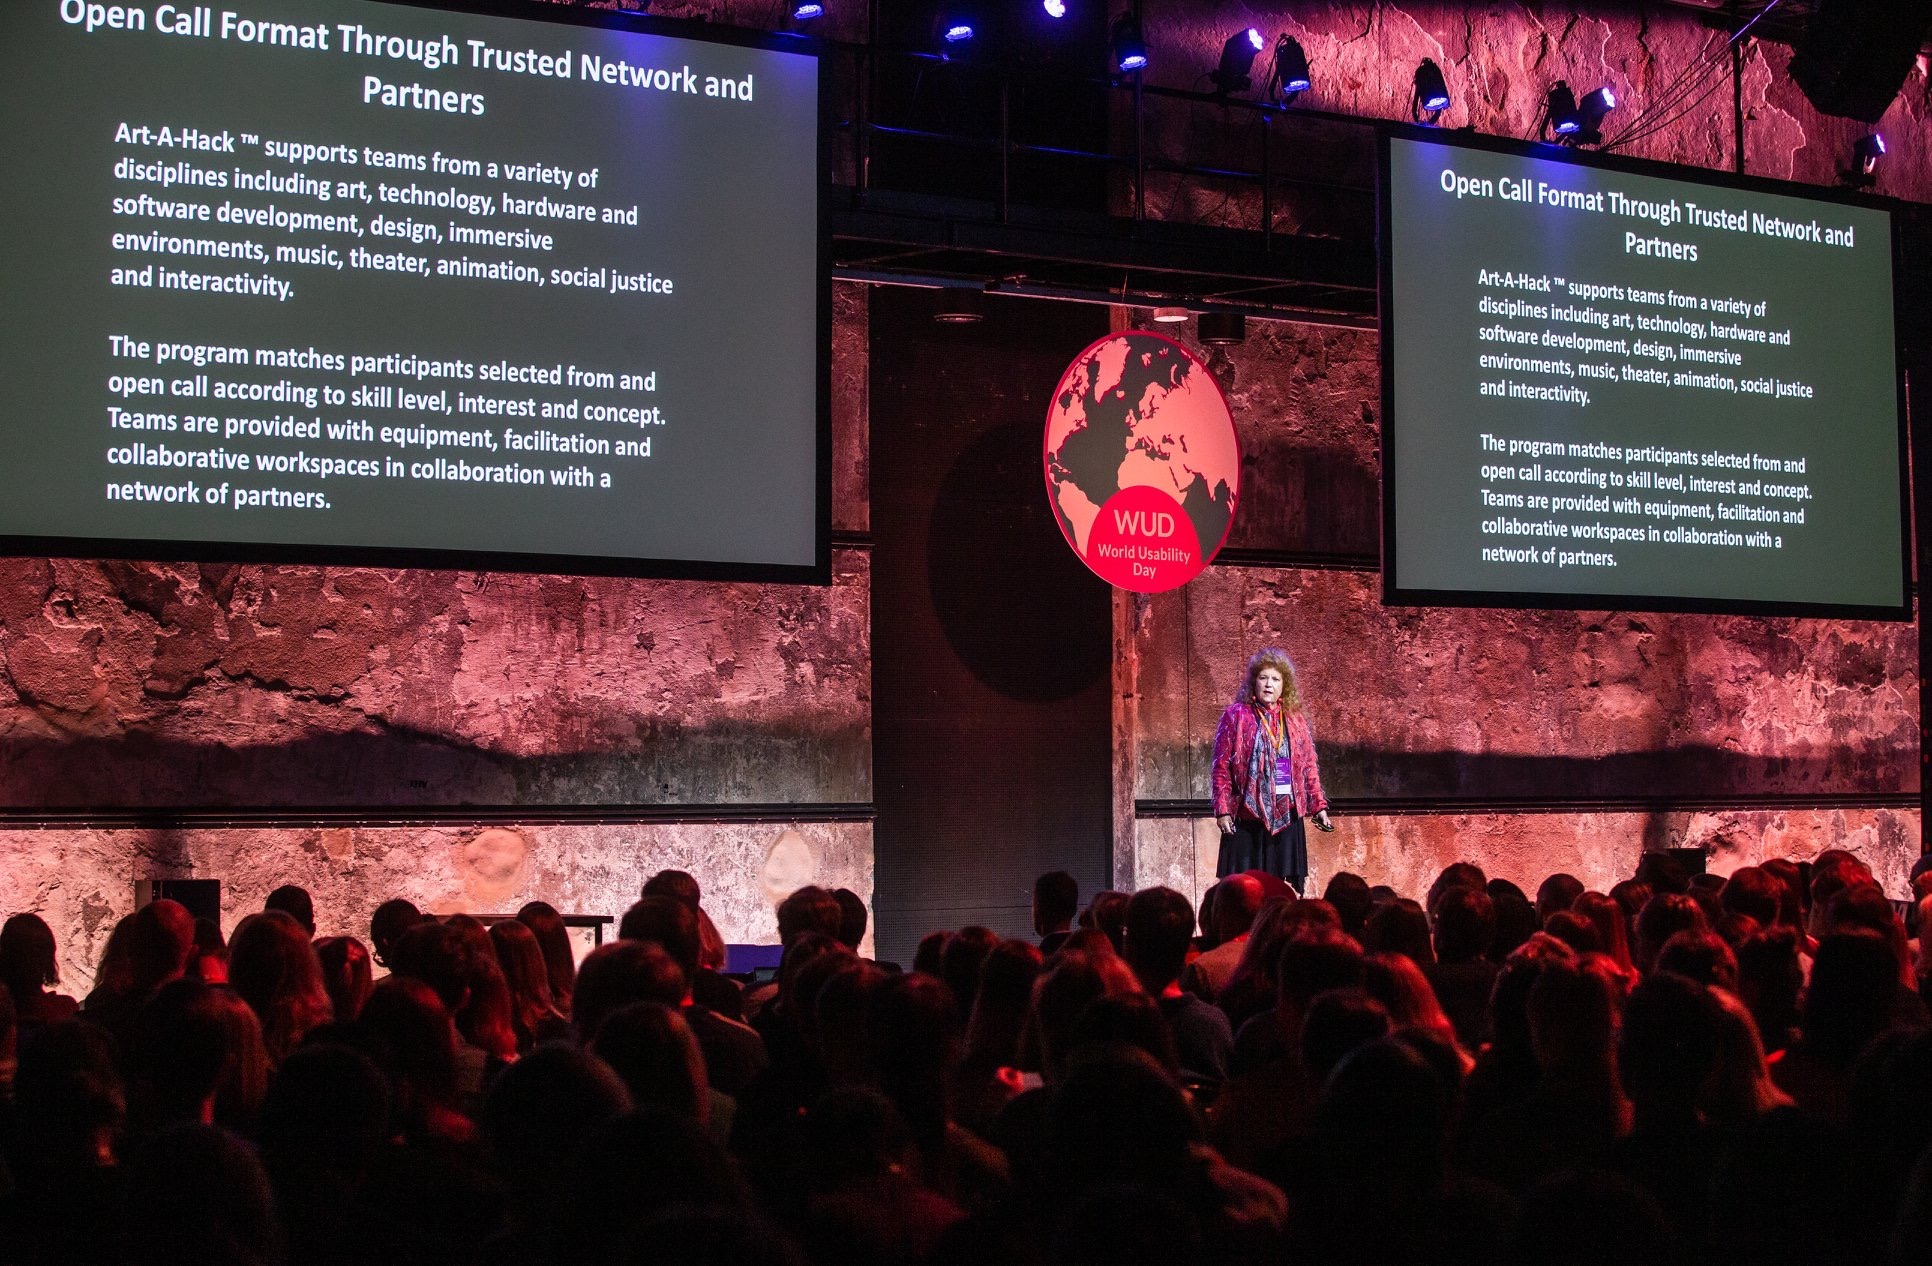 Open Call Format Through Trusted Network and
Partners
Art-A-Hack ™ supports teams from a variety of
disciplines including art, technology, hardware and
software development, design, immersive
environments, music, theater, animation, social justice
and interactivity.
The program matches participants selected from and
open call according to skill level, interest and concept.
Teams are provided with equipment, facilitation and
collaborative workspaces in collaboration with a
network of partners.
WUD
World Usability
Day
Open Call Format Through Trusted Network and
Partners
Art-A-Hack ™ supports teams from a variety of
disciplines including art, technology, hardware and
software development, design, immersive
environments, music, theater, animation, social justice
and interactivity.
The program matches participants selected from and
open call according to skill level, interest and concept.
Teams are provided with equipment, facilitation and
collaborative workspaces in collaboration with a
network of partners.